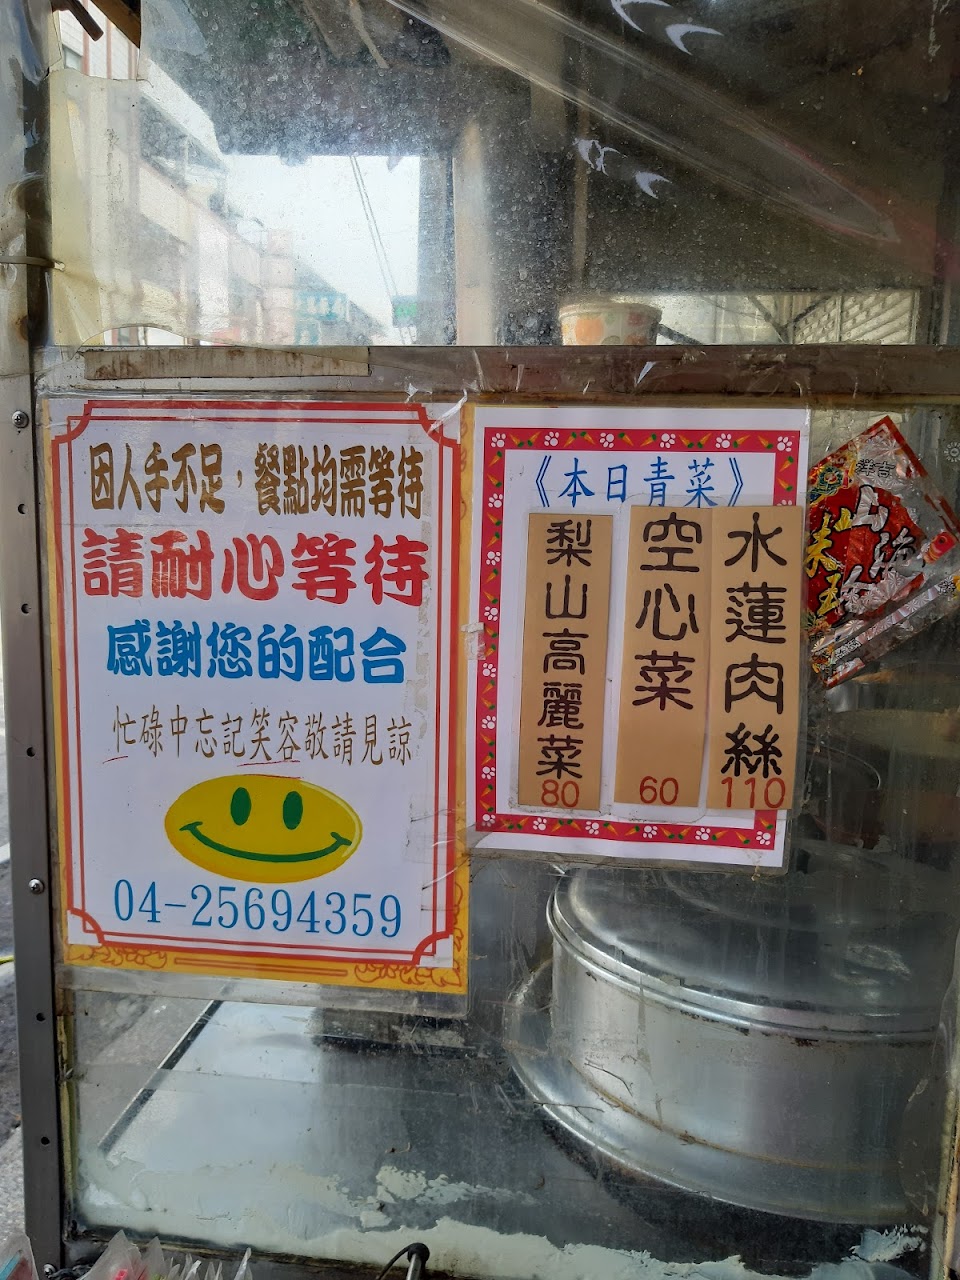 因人手不足，餐點均需等待
請耐心等待
感謝您的配合
忙碌中忘記笑容敬請見諒
04-25694359
《本日青菜》
水蓮肉絲
110
空心菜
60
梨山高麗菜
80